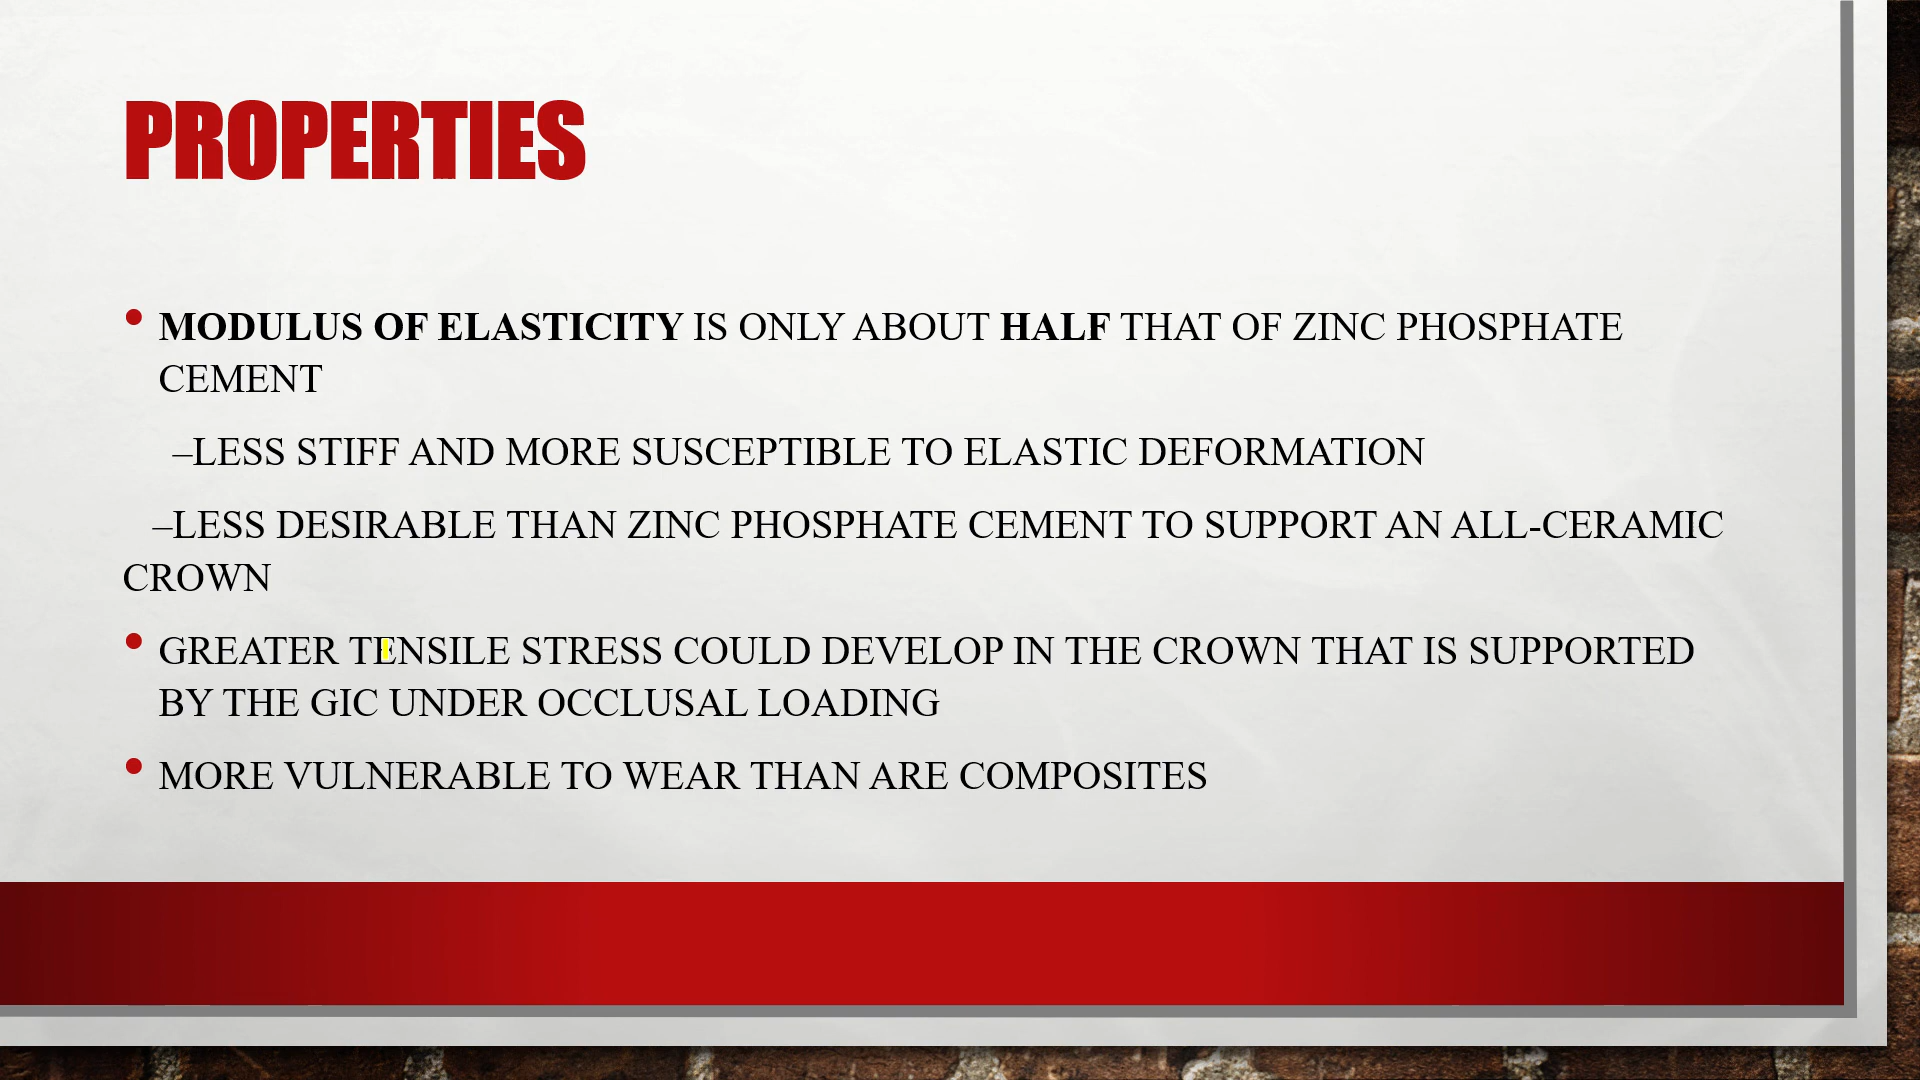 PROPERTIES
• MODULUS OF ELASTICITY IS ONLY ABOUT HALF THAT OF ZINC PHOSPHATE
CEMENT
–LESS STIFF AND MORE SUSCEPTIBLE TO ELASTIC DEFORMATION
–LESS DESIRABLE THAN ZINC PHOSPHATE CEMENT TO SUPPORT AN ALL-CERAMIC
CROWN
• GREATER TENSILE STRESS COULD DEVELOP IN THE CROWN THAT IS SUPPORTED
BY THE GIC UNDER OCCLUSAL LOADING
• MORE VULNERABLE TO WEAR THAN ARE COMPOSITES